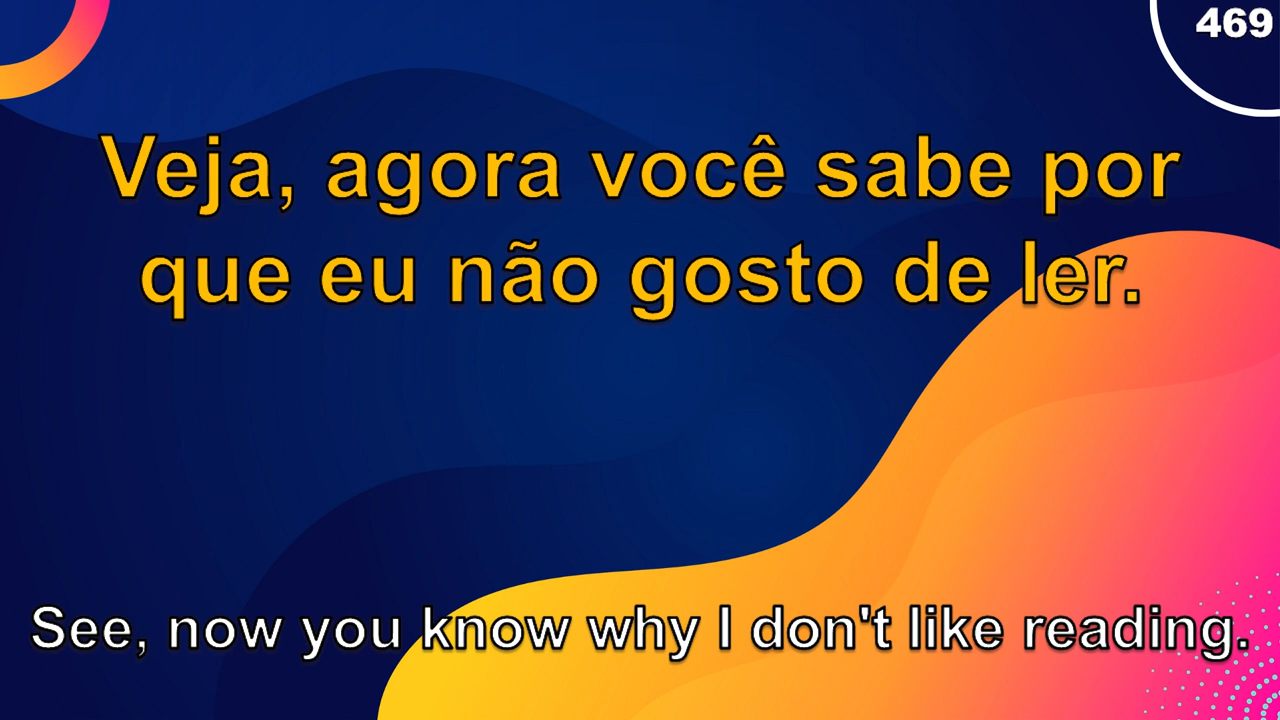 469
Veja, agora você sabe por
que eu não gosto de ler.
See, now you know why I don't like reading.